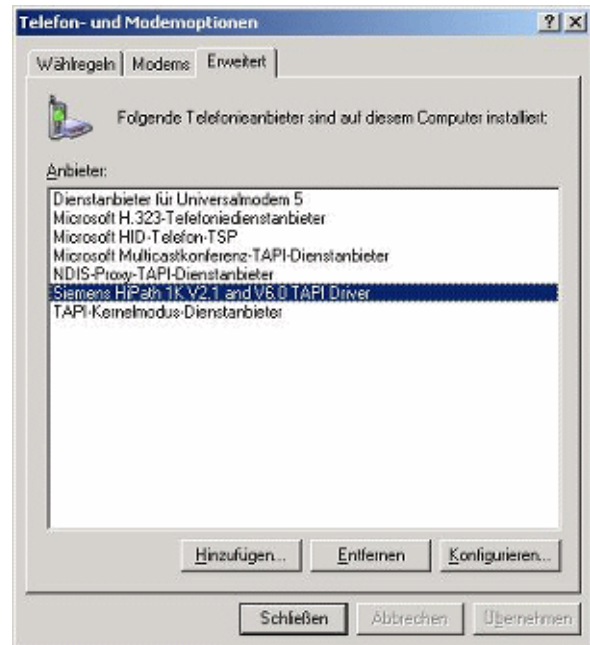 Telefon- und Modemoptionen
Wählregeln Modems Erweitert
Folgende Telefonieanbieter sind auf diesem Computer installiert:
Anbieter:
Dienstanbieter für Universalmodem 5
Microsoft H.323-Telefoniedienstanbieter
Microsoft HID-Telefon-TSP
Microsoft Multicastkonferenz-TAPI-Dienstanbieter
NDIS-Proxy-TAPI-Dienstanbieter
Siemens HiPath 1K V2.1 and V6.0 TAPI Driver
TAPI-Kernelmodus-Dienstanbieter
Hinzufügen... Entfernen Konfigurieren...
Schließen Abbrechen Übernehmen